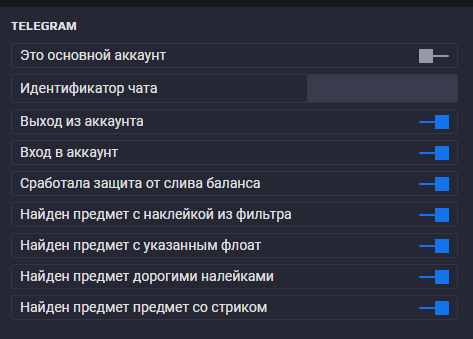 TELEGRAM
Это основной аккаунт
Идентификатор чата
Выход из аккаунта
Вход в аккаунт
Сработала защита от слива баланса
Найден предмет с наклейкой из фильтра
Найден предмет с указанным флоат
Найден предмет дорогими налейками
Найден предмет предмет со стриком